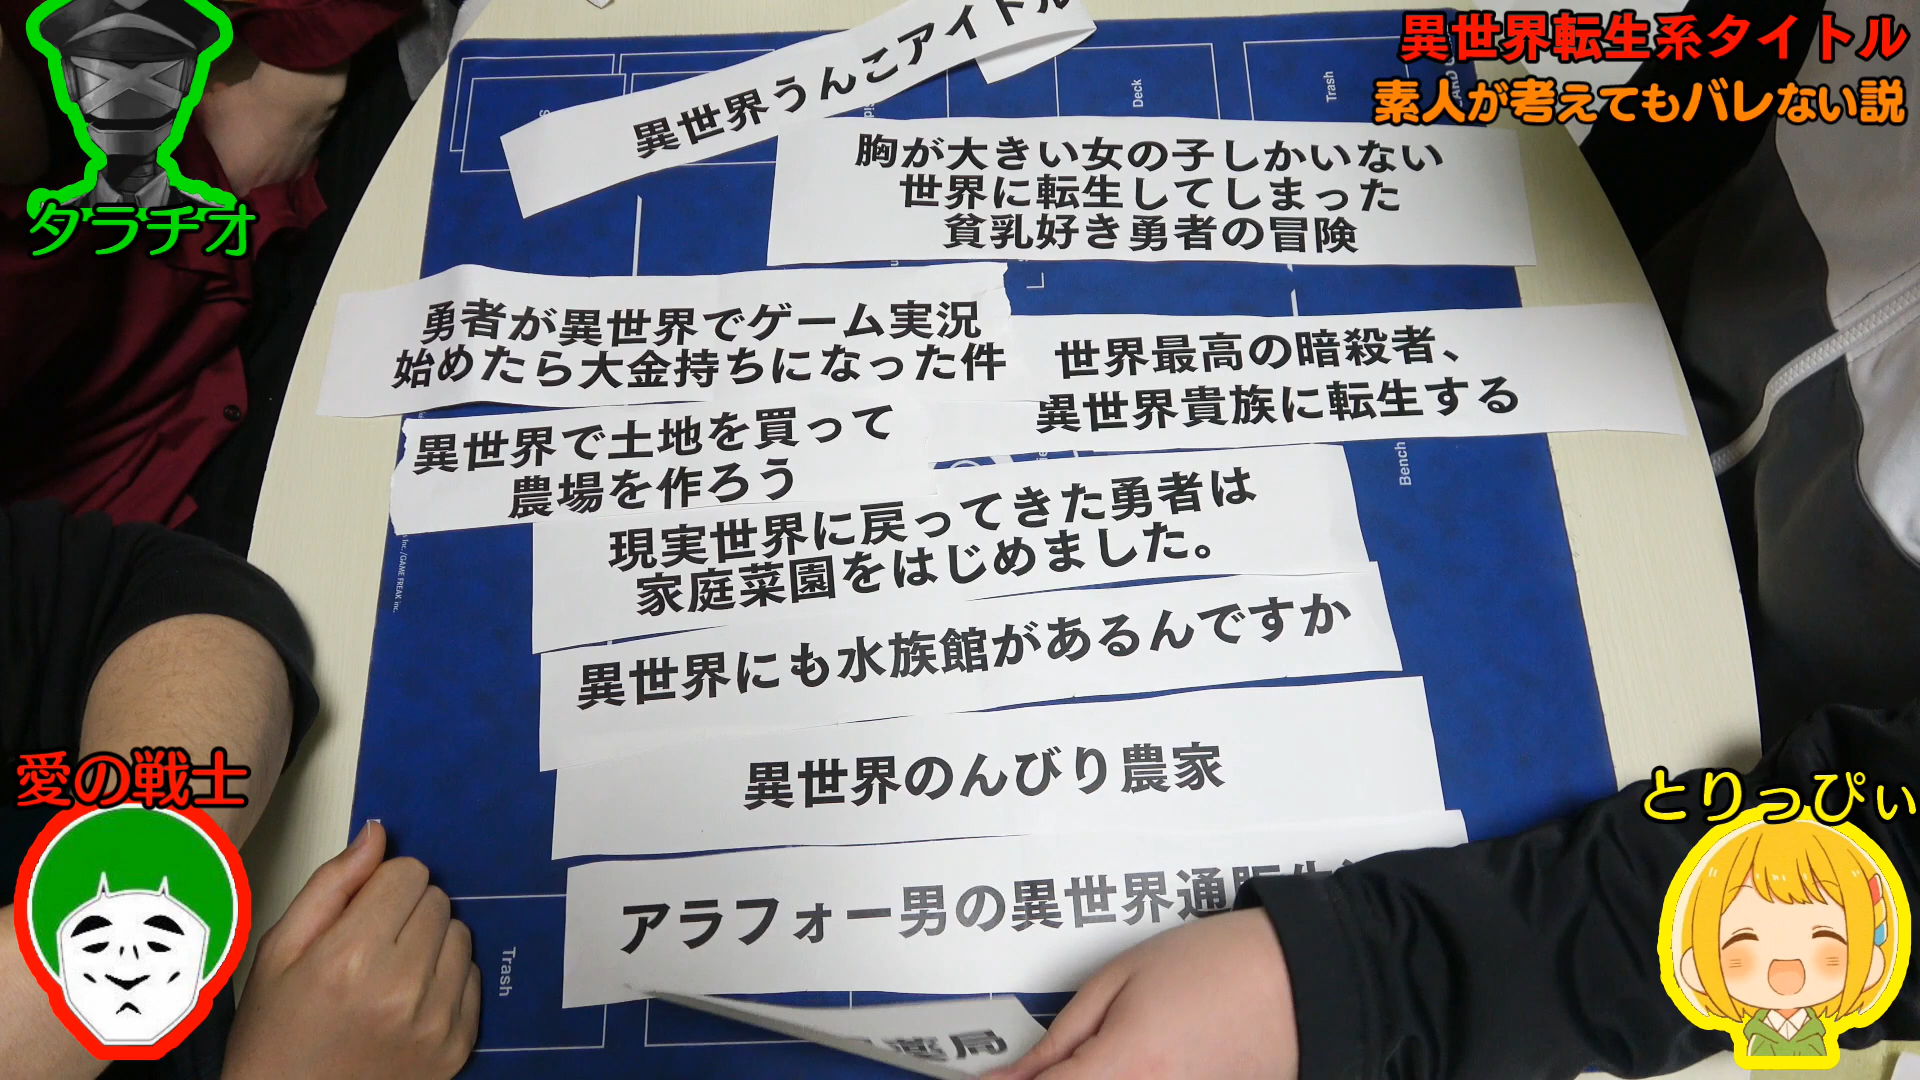 異世界転生系タイトル
素人が考えてもバレない説
タラチオ
異世界うんこアイドル
Deck
Trash
胸が大きい女の子しかいない
世界に転生してしまった
貧乳好き勇者の冒険
勇者が異世界でゲーム実況
始めたら大金持ちになった件
世界最高の暗殺者、
異世界貴族に転生する
異世界で土地を買って
農場を作ろう
Bench
現実世界に戻ってきた勇者は
家庭菜園をはじめました。
異世界にも水族館があるんですか
異世界のんびり農家
愛の戦士
とりっぴぃ
アラフォー男の異世界通販
Trash
薬局